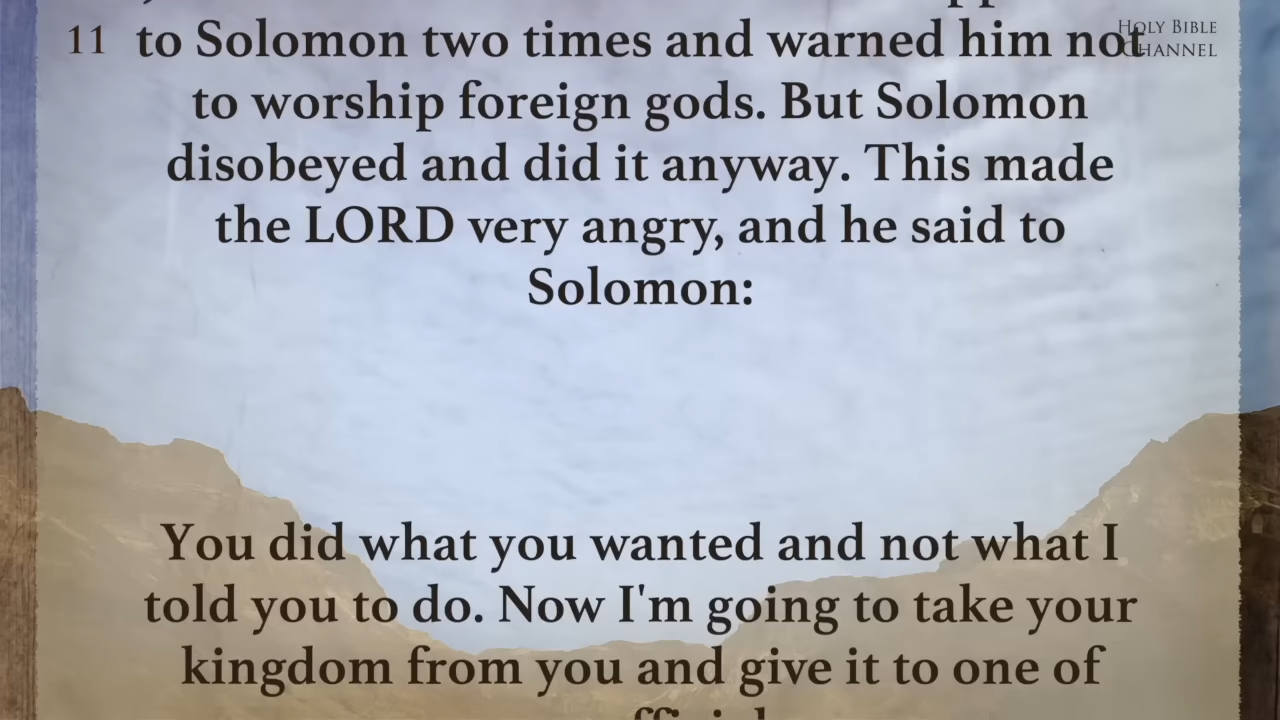 11 to Solomon two times and warned him not
HOLY BIBLE
CHANNEL
to worship foreign gods. But Solomon
disobeyed and did it anyway. This made
the LORD very angry, and he said to
Solomon:
You did what you wanted and not what I
told you to do. Now I'm going to take your
kingdom from you and give it to one of